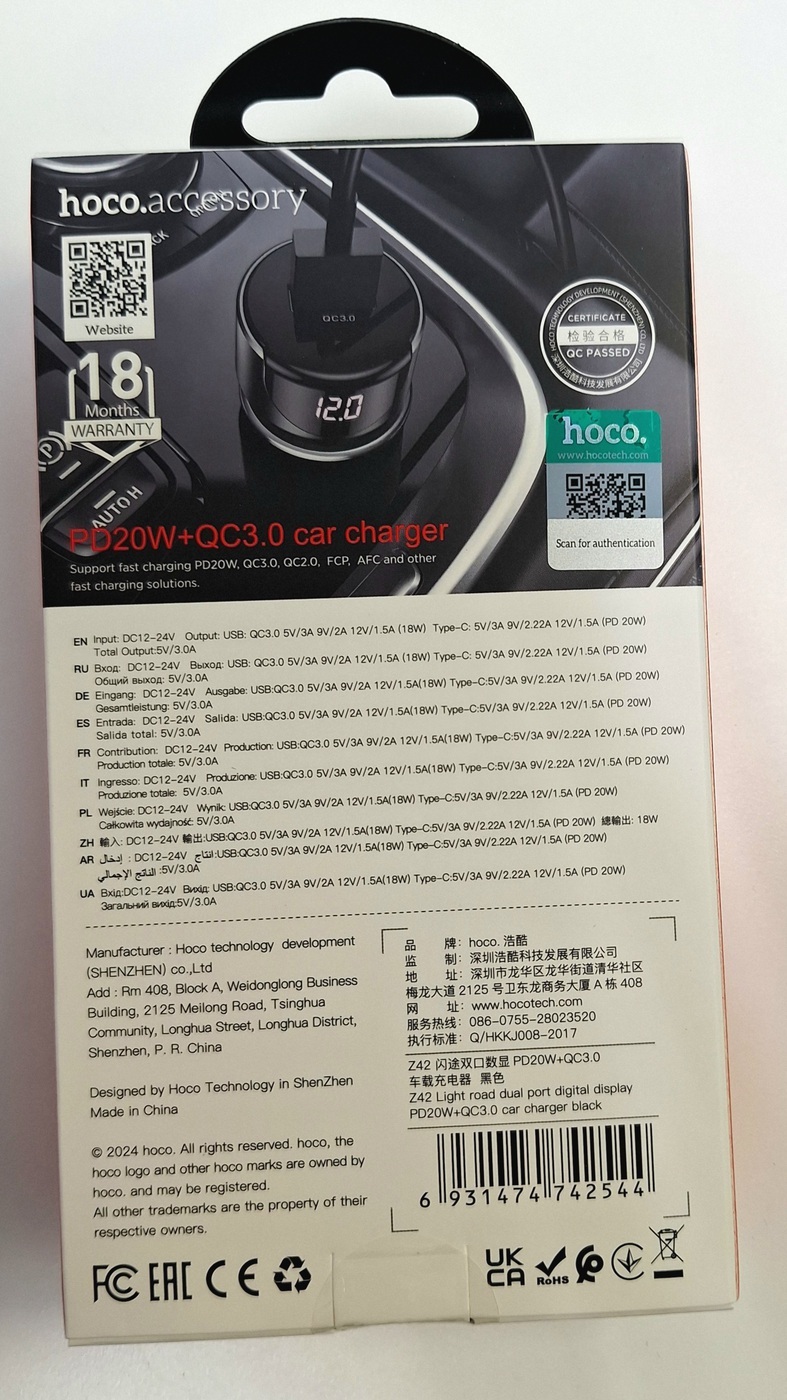 hoco.accessory
Website
18
Months
WARRANTY
QC3.0
12.0
HOCO TECHNOLOGY DEVELOPMENT (SHENZHEN) CO., LTD
CERTIFICATE
检验合格
QC PASSED
深圳浩酷科技发展有限公司
hoco.
www.hocotech.com
Scan for authentication
(P)
AUTO H
PD20W+QC3.0 car charger
Support fast charging PD20W, QC3.0, QC2.0, FCP, AFC and other
fast charging solutions.
EN Input: DC12-24V Output: USB: QC3.0 5V/3A 9V/2A 12V/1.5A (18W) Type-C: 5V/3A 9V/2.22A 12V/1.5A (PD 20W)
Total Output:5V/3.0A
RU Вход: DC12-24V Выход: USB: QC3.0 5V/3A 9V/2A 12V/1.5A (18W) Type-C: 5V/3A 9V/2.22A 12V/1.5A (PD 20W)
Общий выход: 5V/3.0A
DE Eingang: DC12-24V Ausgabe: USB:QC3.0 5V/3A 9V/2A 12V/1.5A(18W) Type-C:5V/3A 9V/2.22A 12V/1.5A (PD 20W)
Gesamtleistung: 5V/3.0A
ES Entrada: DC12-24V Salida: USB:QC3.0 5V/3A 9V/2A 12V/1.5A(18W) Type-C:5V/3A 9V/2.22A 12V/1.5A (PD 20W)
Salida total: 5V/3.0A
FR Contribution: DC12-24V Production: USB:QC3.0 5V/3A 9V/2A 12V/1.5A(18W) Type-C:5V/3A 9V/2.22A 12V/1.5A (PD 20W)
Production totale: 5V/3.0A
IT Ingresso: DC12-24V Produzione: USB:QC3.0 5V/3A 9V/2A 12V/1.5A(18W) Type-C:5V/3A 9V/2.22A 12V/1.5A (PD 20W)
Produzione totale: 5V/3.0A
PL Wejście: DC12-24V Wynik: USB:QC3.0 5V/3A 9V/2A 12V/1.5A(18W) Type-C:5V/3A 9V/2.22A 12V/1.5A (PD 20W)
Całkowita wydajność: 5V/3.0A
ZH 輸入: DC12-24V 輸出:USB:QC3.0 5V/3A 9V/2A 12V/1.5A(18W) Type-C:5V/3A 9V/2.22A 12V/1.5A (PD 20W) 總輸出: 18W
AR إدخال : DC12-24V إنتاج:USB:QC3.0 5V/3A 9V/2A 12V/1.5A(18W) Type-C:5V/3A 9V/2.22A 12V/1.5A (PD 20W)
الناتج الإجمالي :5V/3.0A
UA Вхід:DC12-24V Вихід: USB:QC3.0 5V/3A 9V/2A 12V/1.5A(18W) Type-C:5V/3A 9V/2.22A 12V/1.5A (PD 20W)
Загальний вихід:5V/3.0A
Manufacturer : Hoco technology development
(SHENZHEN) co.,Ltd
Add : Rm 408, Block A, Weidonglong Business
Building, 2125 Meilong Road, Tsinghua
Community, Longhua Street, Longhua District,
Shenzhen, P. R. China
Designed by Hoco Technology in ShenZhen
Made in China
© 2024 hoco. All rights reserved. hoco, the
hoco logo and other hoco marks are owned by
hoco. and may be registered.
All other trademarks are the property of their
respective owners.
品 牌: hoco. 浩酷
监 制: 深圳浩酷科技发展有限公司
地 址: 深圳市龙华区龙华街道清华社区
梅龙大道 2125 号卫东龙商务大厦 A 栋 408
网 址: www.hocotech.com
服务热线: 086-0755-28023520
执行标准: Q/HKKJ008-2017
Z42 闪途双口数显 PD20W+QC3.0
车载充电器 黑色
Z42 Light road dual port digital display
PD20W+QC3.0 car charger black
6 931474 742544
FC EAC CE
UK
CA
RoHS